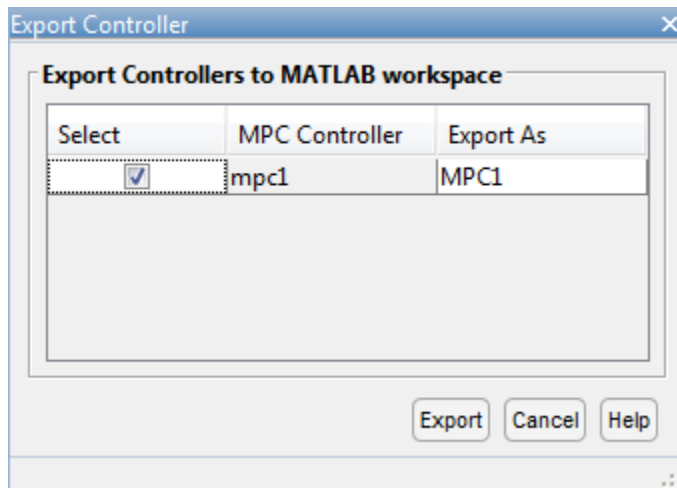 Export Controller
Export Controllers to MATLAB workspace
Select MPC Controller Export As
mpc1 MPC1
Export Cancel Help